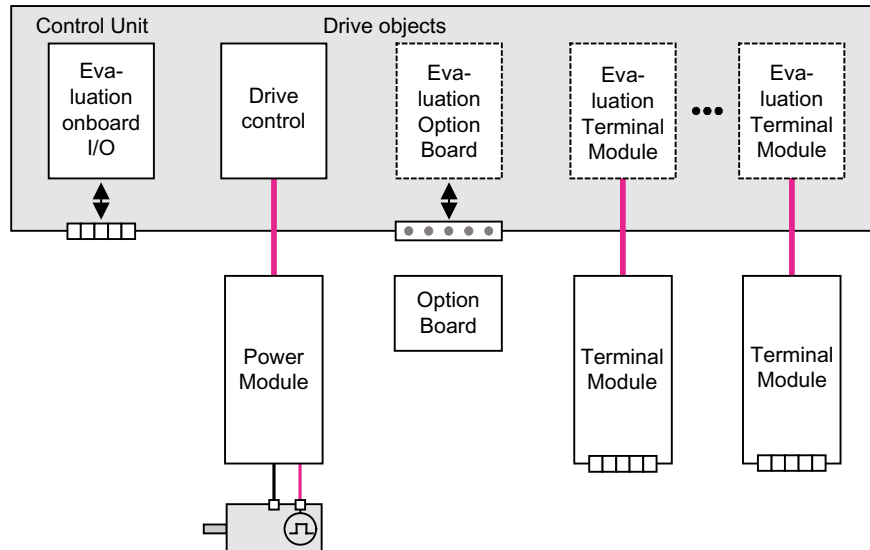 Control Unit
Drive objects
Eva-
luation
onboard
I/O
Drive
control
Eva-
luation
Option
Board
Eva-
luation
Terminal
Module
Eva-
luation
Terminal
Module
Power
Module
Option
Board
Terminal
Module
Terminal
Module